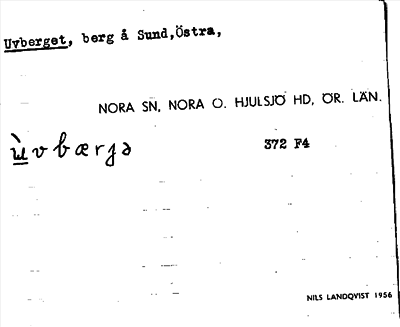 Uvberget, berg å Sund,Östra,
NORA SN, NORA O. HJULSJÖ HD, ÖR. LÄN.
ùvbærjə
372 F4
NILS LANDQVIST 1956